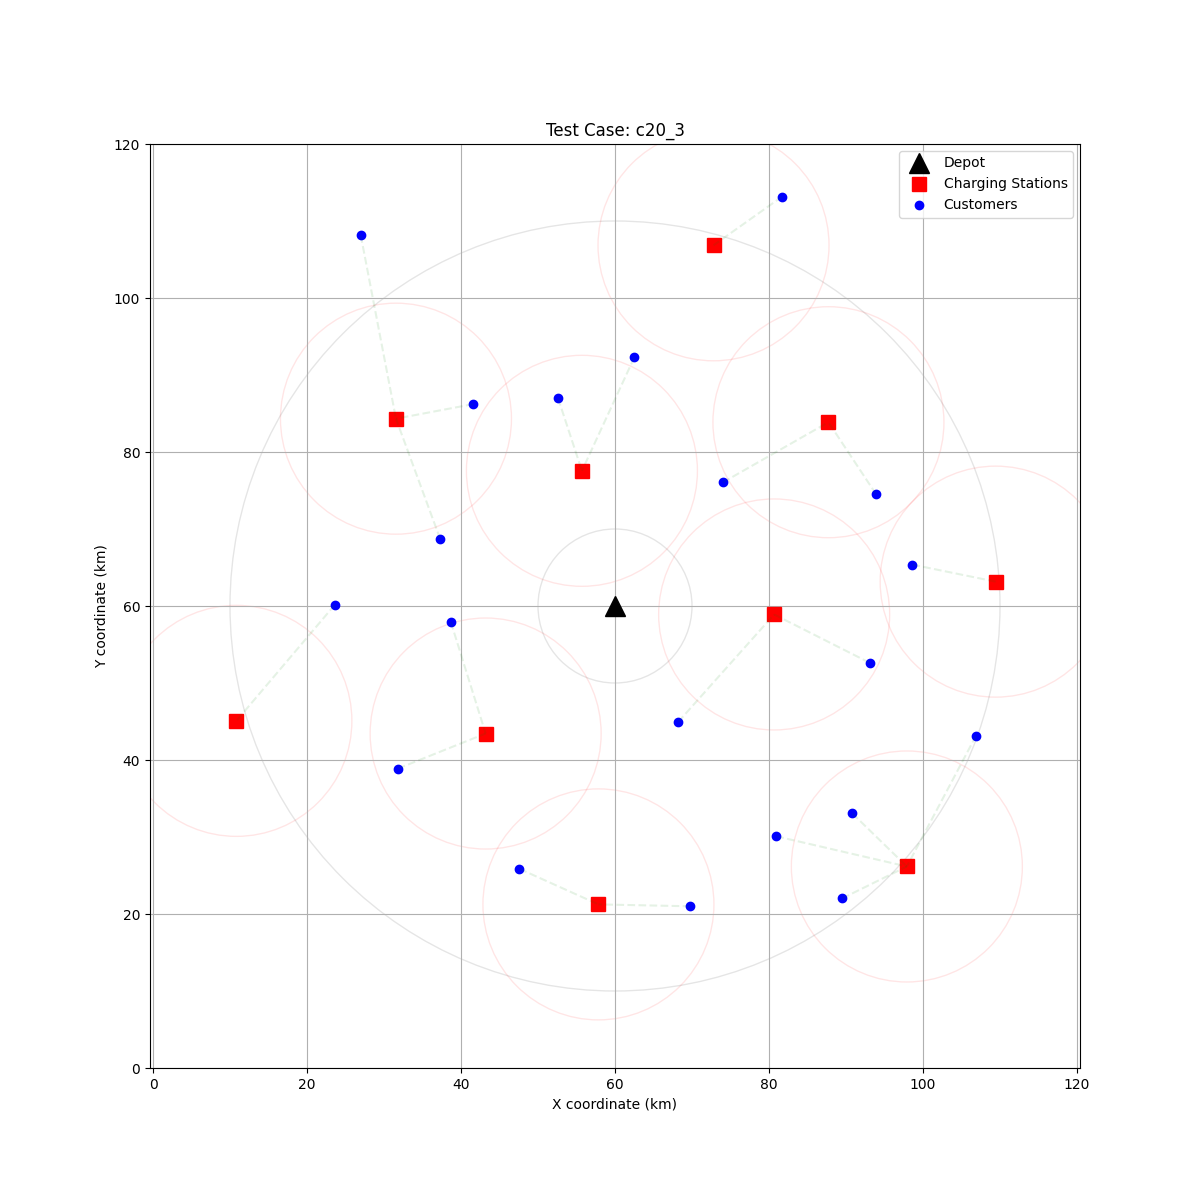 Test Case: c20_3
Depot
Charging Stations
Customers
120
100
80
60
40
20
0
Y coordinate (km)
0 20 40 60 80 100 120
X coordinate (km)